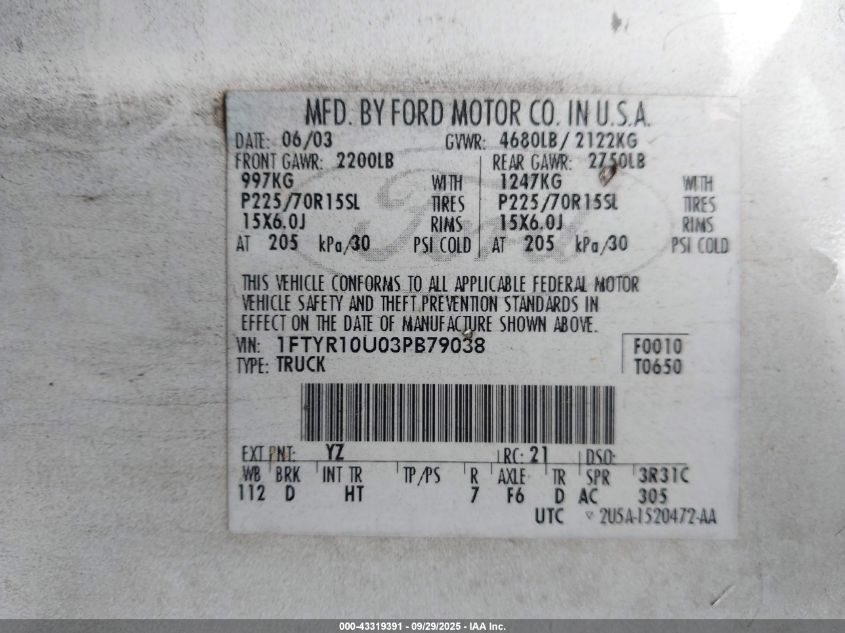 MFD. BY FORD MOTOR CO. IN U.S.A.
DATE: 06/03 GVWR: 4680LB/ 2122KG
FRONT GAWR: 2200LB REAR GAWR: 2750LB
997KG WITH 1247KG WITH
P225/70R15SL TIRES P225/70R15SL TIRES
15X6.0J RIMS 15X6.0J RIMS
AT 205 kPa/30 PSI COLD AT 205 kPa/30 PSI COLD
Ford
THIS VEHICLE CONFORMS TO ALL APPLICABLE FEDERAL MOTOR
VEHICLE SAFETY AND THEFT PREVENTION STANDARDS IN
EFFECT ON THE DATE OF MANUFACTURE SHOWN ABOVE.
VIN: 1FTYR10U03PB79038 F0010
TYPE: TRUCK T0650
EXT PNT: YZ RC: 21 DSO:
WB BRK INT TR TP/PS R AXLE TR SPR 3R31C
112 D HT 7 F6 D AC 305
UTC 2U5A-1520472-AA
000-43319391 - 09/29/2025 - IAA Inc.